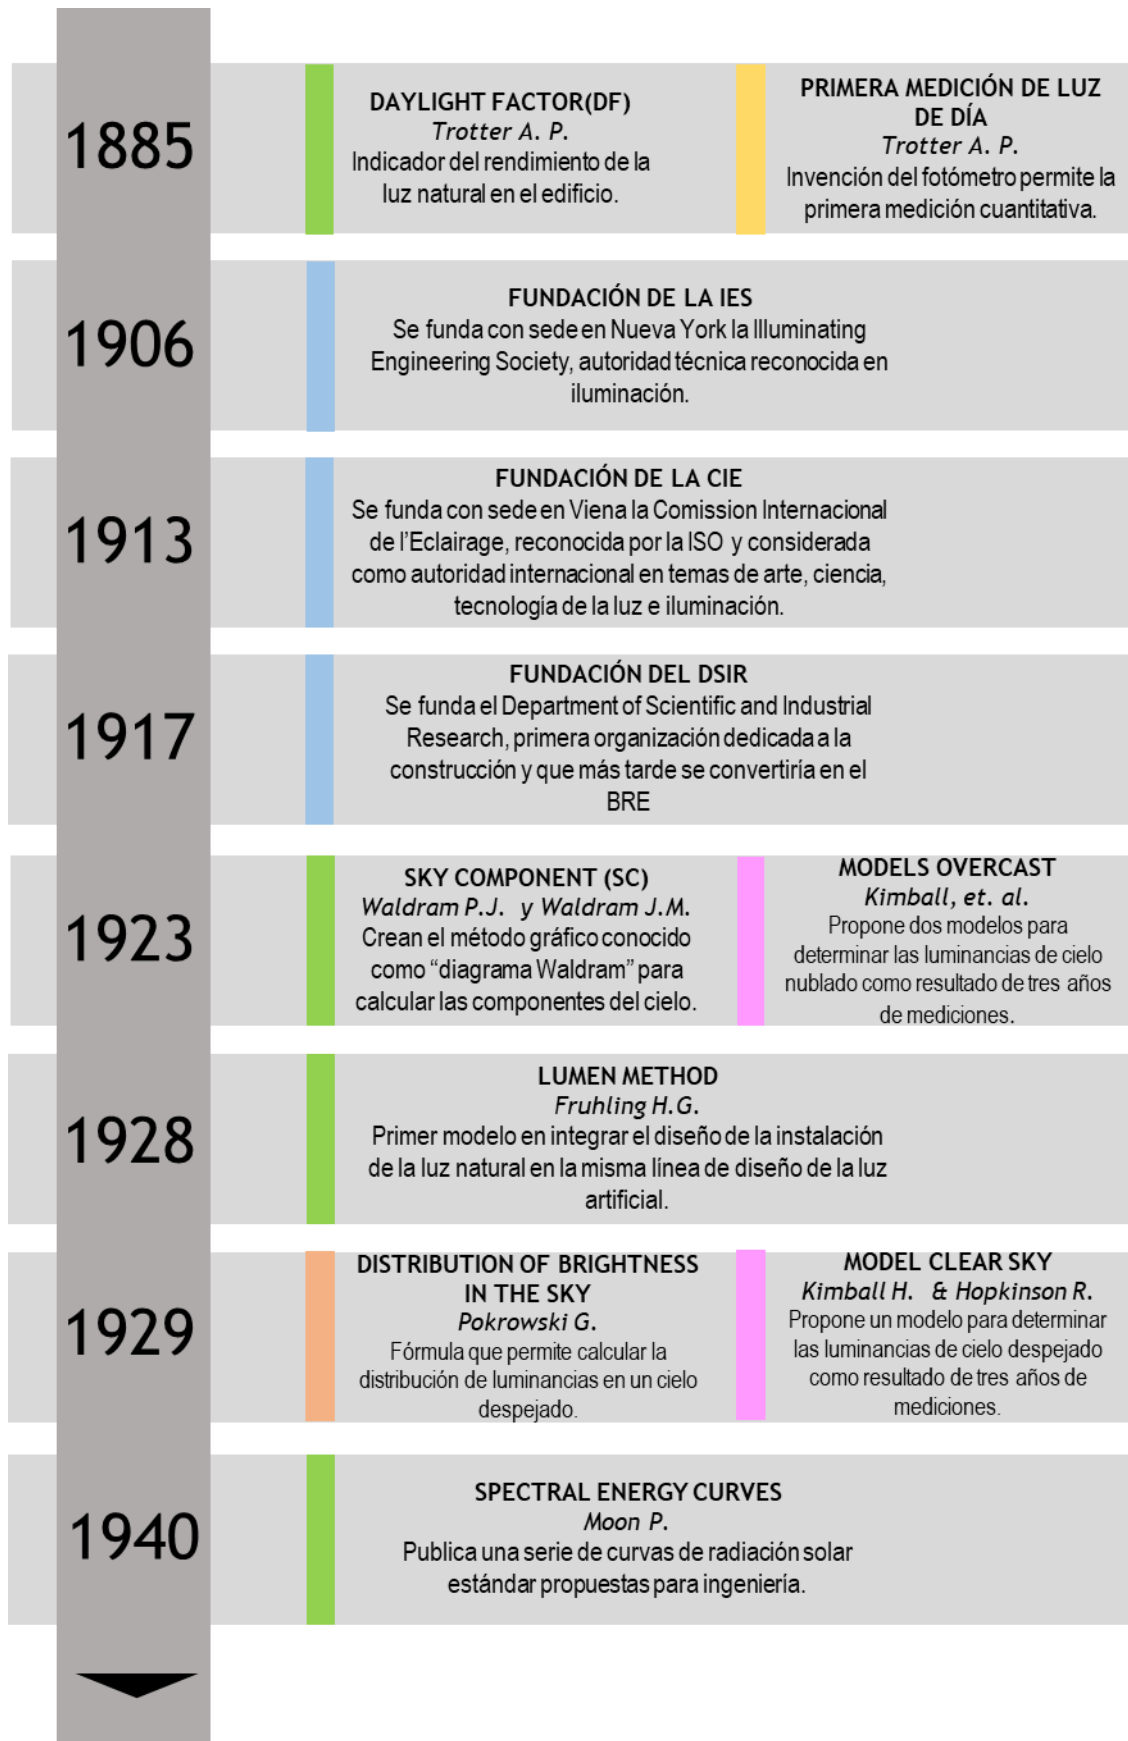 1885
DAYLIGHT FACTOR(DF)
Trotter A. P.
Indicador del rendimiento de la
luz natural en el edificio.
PRIMERA MEDICIÓN DE LUZ
DE DÍA
Trotter A. P.
Invención del fotómetro permite la
primera medición cuantitativa.
1906
FUNDACIÓN DE LA IES
Se funda con sede en Nueva York la Illuminating
Engineering Society, autoridad técnica reconocida en
iluminación.
1913
FUNDACIÓN DE LA CIE
Se funda con sede en Viena la Comission Internacional
de l’Eclairage, reconocida por la ISO y considerada
como autoridad internacional en temas de arte, ciencia,
tecnología de la luz e iluminación.
1917
FUNDACIÓN DEL DSIR
Se funda el Department of Scientific and Industrial
Research, primera organización dedicada a la
construcción y que más tarde se convertiría en el
BRE
1923
SKY COMPONENT (SC)
Waldram P.J. y Waldram J.M.
Crean el método gráfico conocido
como “diagrama Waldram” para
calcular las componentes del cielo.
MODELS OVERCAST
Kimball, et. al.
Propone dos modelos para
determinar las luminancias de cielo
nublado como resultado de tres años
de mediciones.
1928
LUMEN METHOD
Fruhling H.G.
Primer modelo en integrar el diseño de la instalación
de la luz natural en la misma línea de diseño de la luz
artificial.
1929
DISTRIBUTION OF BRIGHTNESS
IN THE SKY
Pokrowski G.
Fórmula que permite calcular la
distribución de luminancias en un cielo
despejado.
MODEL CLEAR SKY
Kimball H. & Hopkinson R.
Propone un modelo para determinar
las luminancias de cielo despejado
como resultado de tres años de
mediciones.
1940
SPECTRAL ENERGY CURVES
Moon P.
Publica una serie de curvas de radiación solar
estándar propuestas para ingeniería.